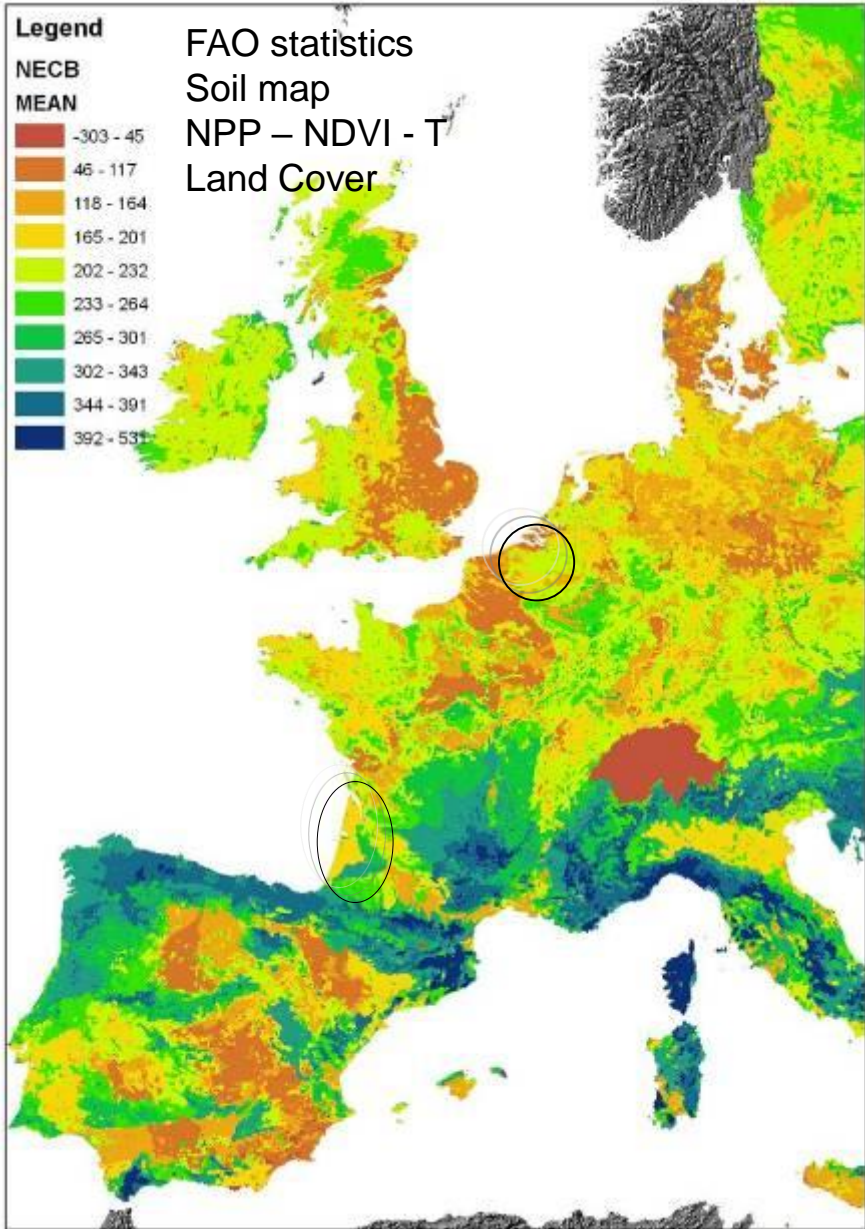 Legend
NECB
MEAN
-303 - 45
46 - 117
118 - 164
165 - 201
202 - 232
233 - 264
265 - 301
302 - 343
344 - 391
392 - 531
FAO statistics
Soil map
NPP – NDVI - T
Land Cover